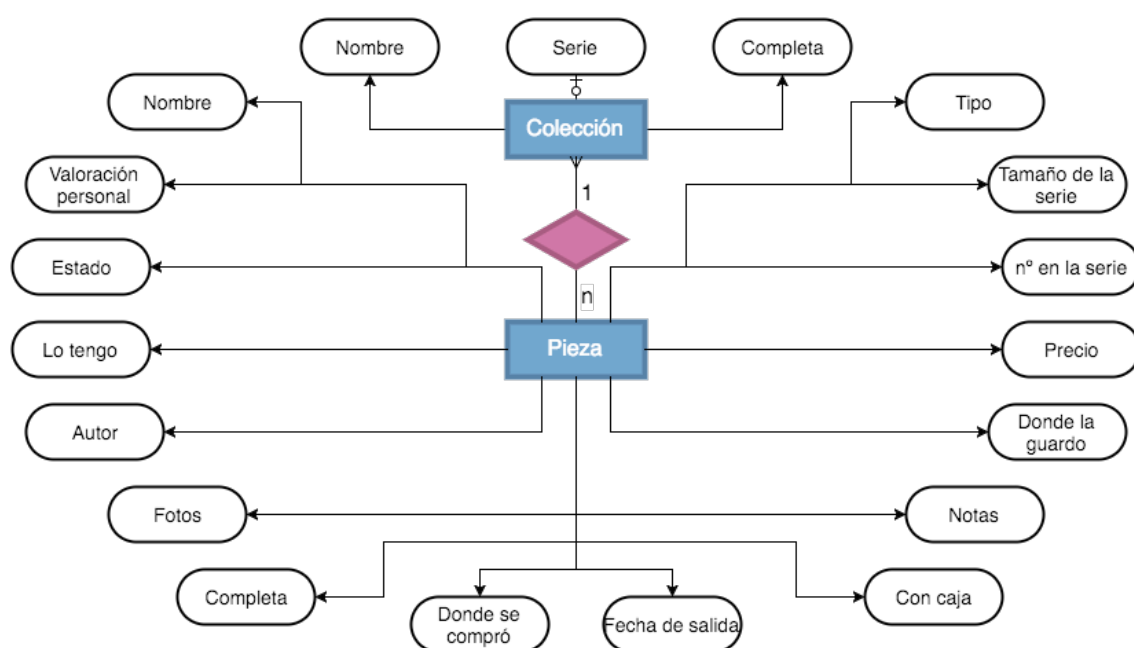 Nombre
Serie
Completa
Nombre
Colección
Tipo
Valoración
personal
1
Tamaño de la
serie
Estado
n
nº en la serie
Lo tengo
Pieza
Precio
Autor
Donde la
guardo
Fotos
Notas
Completa
Donde se
compró
Fecha de salida
Con caja